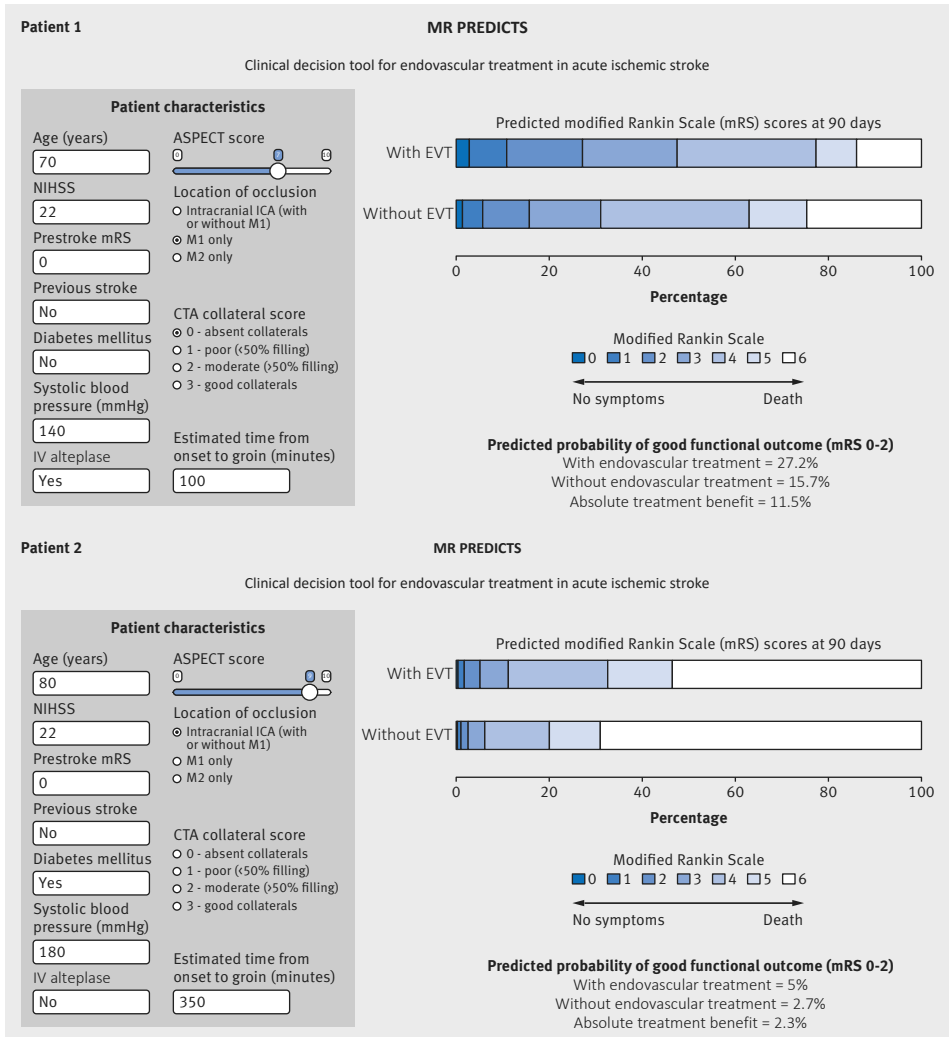 Patient 1
MR PREDICTS
Clinical decision tool for endovascular treatment in acute ischemic stroke
Patient characteristics
Age (years)
70
NIHSS
22
Prestroke mRS
0
Previous stroke
No
Diabetes mellitus
No
Systolic blood
pressure (mmHg)
140
IV alteplase
Yes
ASPECT score
0 7 10
Location of occlusion
Intracranial ICA (with
or without M1)
M1 only
M2 only
CTA collateral score
0 - absent collaterals
1 - poor (<50% filling)
2 - moderate (>50% filling)
3 - good collaterals
Estimated time from
onset to groin (minutes)
100
Predicted modified Rankin Scale (mRS) scores at 90 days
With EVT
Without EVT
0 20 40 60 80 100
Percentage
Modified Rankin Scale
0 1 2 3 4 5 6
No symptoms Death
Predicted probability of good functional outcome (mRS 0-2)
With endovascular treatment = 27.2%
Without endovascular treatment = 15.7%
Absolute treatment benefit = 11.5%
Patient 2
MR PREDICTS
Clinical decision tool for endovascular treatment in acute ischemic stroke
Patient characteristics
Age (years)
80
NIHSS
22
Prestroke mRS
0
Previous stroke
No
Diabetes mellitus
Yes
Systolic blood
pressure (mmHg)
180
IV alteplase
No
ASPECT score
0 9 10
Location of occlusion
Intracranial ICA (with
or without M1)
M1 only
M2 only
CTA collateral score
0 - absent collaterals
1 - poor (<50% filling)
2 - moderate (>50% filling)
3 - good collaterals
Estimated time from
onset to groin (minutes)
350
Predicted modified Rankin Scale (mRS) scores at 90 days
With EVT
Without EVT
0 20 40 60 80 100
Percentage
Modified Rankin Scale
0 1 2 3 4 5 6
No symptoms Death
Predicted probability of good functional outcome (mRS 0-2)
With endovascular treatment = 5%
Without endovascular treatment = 2.7%
Absolute treatment benefit = 2.3%